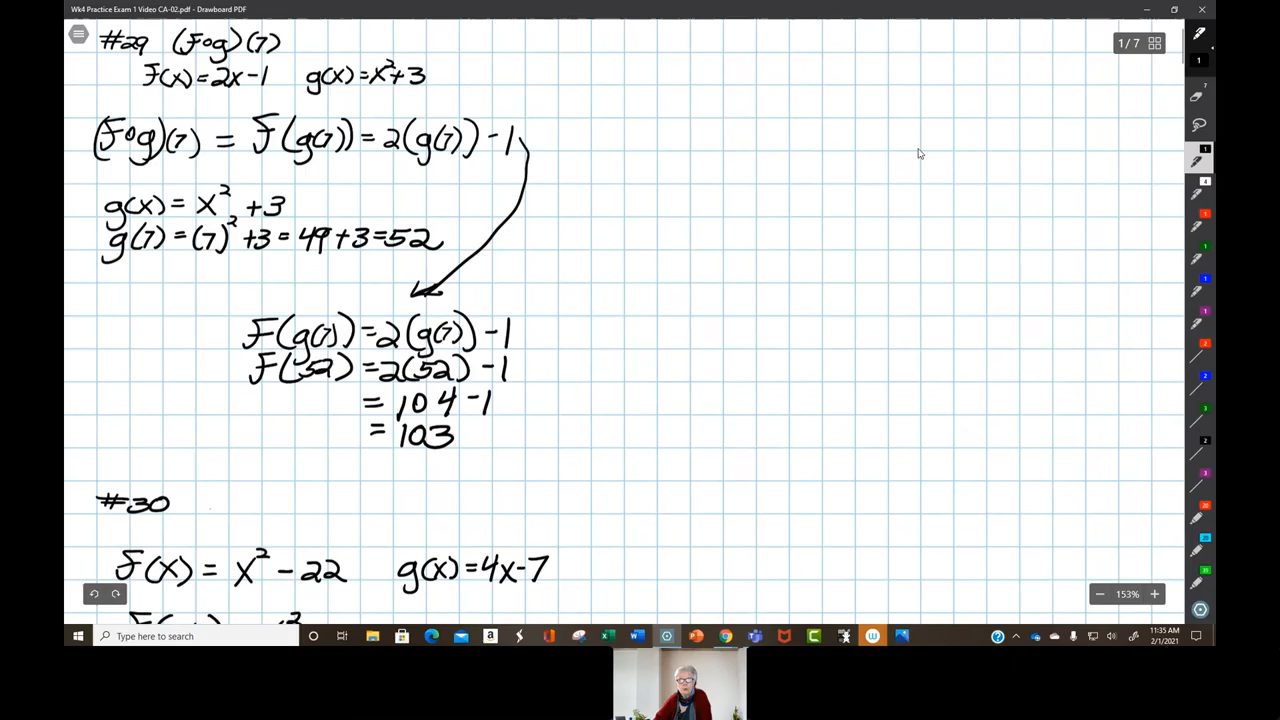 Wk4 Practice Exam 1 Video CA-02.pdf - Drawboard PDF
1/7
#29 (f∘g)(7)
f(x)=2x-1 g(x)=x²+3
(f∘g)(7) = f(g(7)) = 2(g(7)) -1
g(x) = x² +3
g(7) = (7)² +3 = 49+3=52
f(g(7)) =2(g(7)) -1
f(52) =2(52) -1
= 104 -1
= 103
#30
f(x) = x² -22 g(x)=4x-7
153%
Type here to search
11:35 AM
2/1/2021